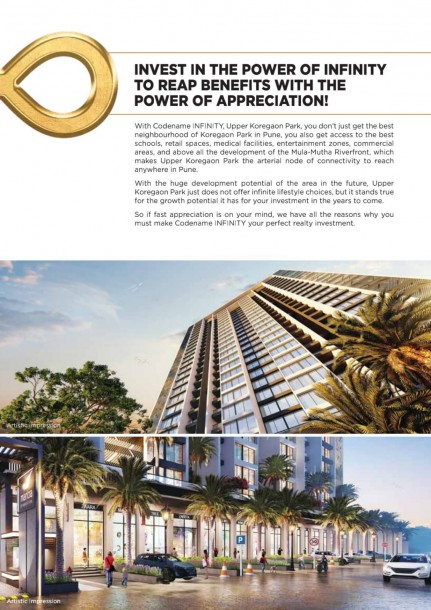 INVEST IN THE POWER OF INFINITY
TO REAP BENEFITS WITH THE
POWER OF APPRECIATION!
With Codename INFINITY, Upper Koregaon Park, you don't just get the best
neighbourhood of Koregaon Park in Pune, you also get access to the best
schools, retail spaces, medical facilities, entertainment zones, commercial
areas, and above all the development of the Mula-Mutha Riverfront, which
makes Upper Koregaon Park the arterial node of connectivity to reach
anywhere in Pune.
With the huge development potential of the area in the future, Upper
Koregaon Park just does not offer infinite lifestyle choices, but it stands true
for the growth potential it has for your investment in the years to come.
So if fast appreciation is on your mind, we have all the reasons why you
must make Codename INFINITY your perfect realty investment.
Artistic Impression
ZARA
Artistic Impression